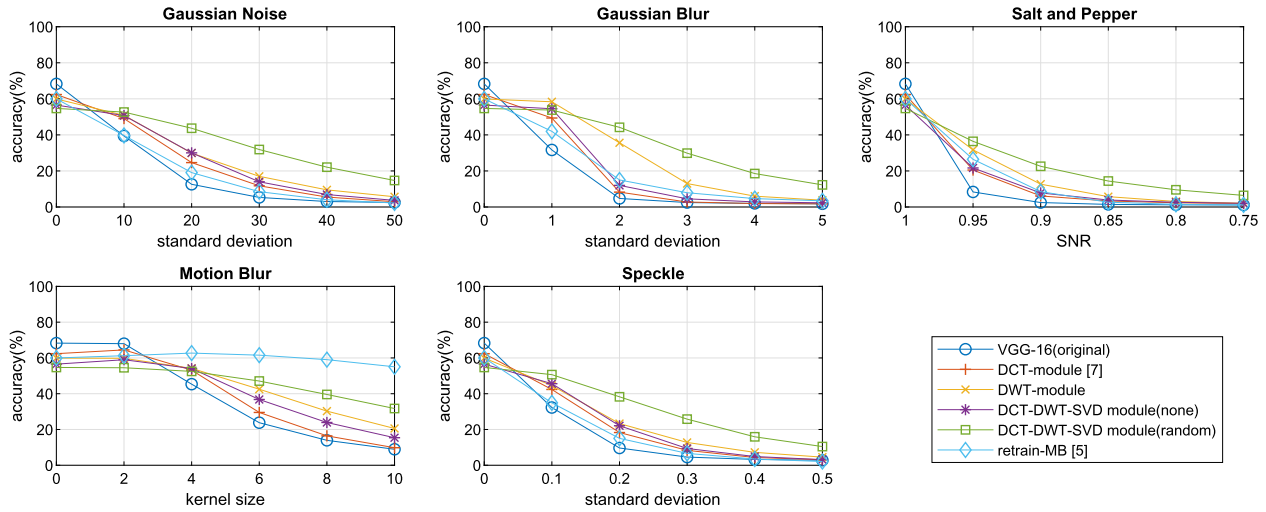 Gaussian Noise
100
80
60
40
20
0
accuracy(%)
0 10 20 30 40 50
standard deviation
Gaussian Blur
100
80
60
40
20
0
accuracy(%)
0 1 2 3 4 5
standard deviation
Salt and Pepper
100
80
60
40
20
0
accuracy(%)
1 0.95 0.9 0.85 0.8 0.75
SNR
Motion Blur
100
80
60
40
20
0
accuracy(%)
0 2 4 6 8 10
kernel size
Speckle
100
80
60
40
20
0
accuracy(%)
0 0.1 0.2 0.3 0.4 0.5
standard deviation
VGG-16(original)
DCT-module [7]
DWT-module
DCT-DWT-SVD module(none)
DCT-DWT-SVD module(random)
retrain-MB [5]